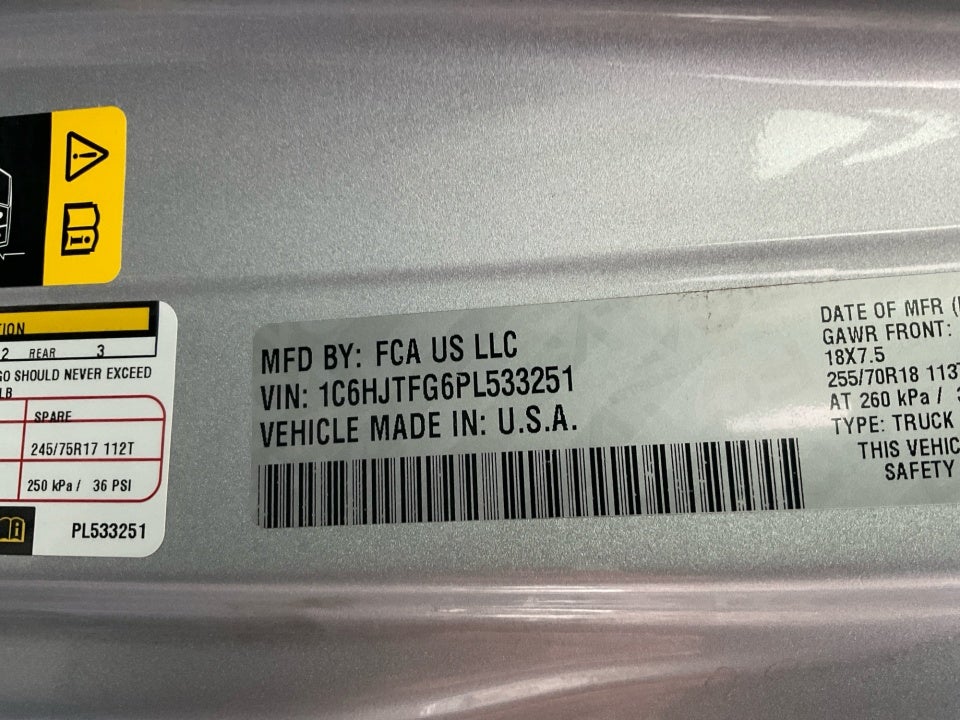 TION
2 REAR 3
GO SHOULD NEVER EXCEED
LB
SPARE
245/75R17 112T
250 kPa / 36 PSI
PL533251
MFD BY: FCA US LLC
VIN: 1C6HJTFG6PL533251
VEHICLE MADE IN: U.S.A.
DATE OF MFR (
GAWR FRONT:
18X7.5
255/70R18 113T
AT 260 kPa /
TYPE: TRUCK
THIS VEHIC
SAFETY